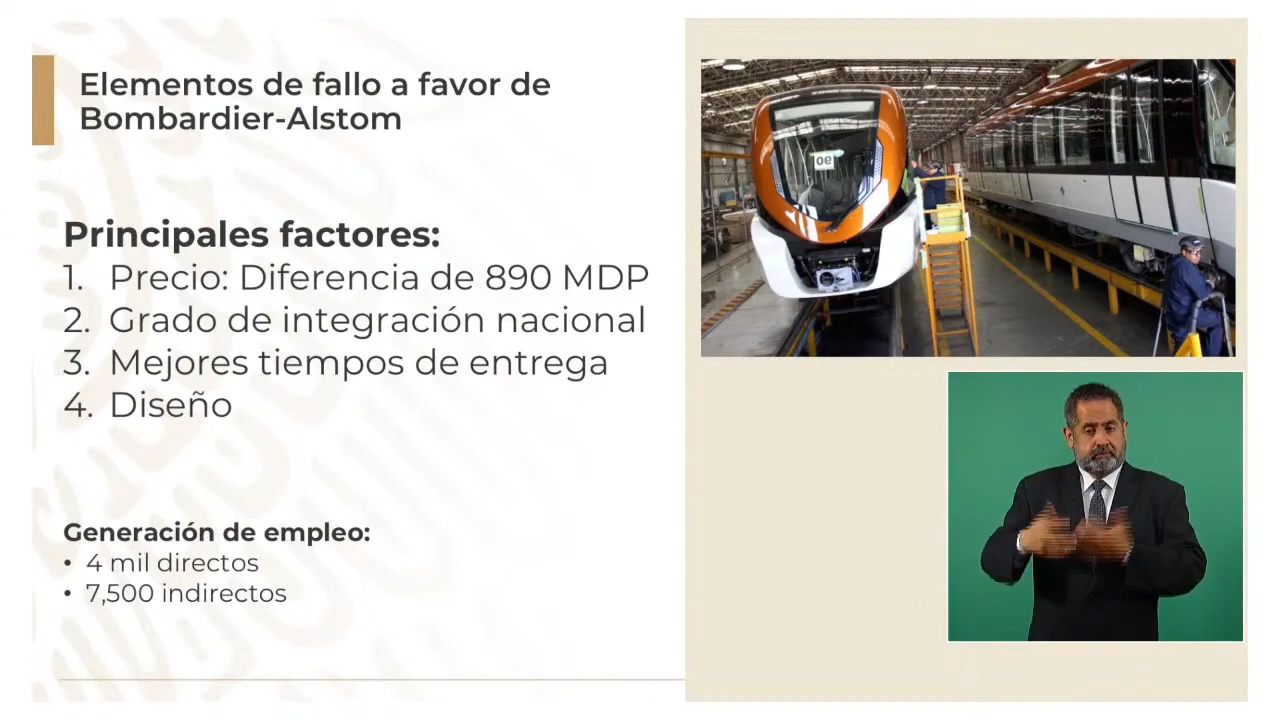 Elementos de fallo a favor de
Bombardier-Alstom
Principales factores:
1. Precio: Diferencia de 890 MDP
2. Grado de integración nacional
3. Mejores tiempos de entrega
4. Diseño
Generación de empleo:
• 4 mil directos
• 7,500 indirectos
06